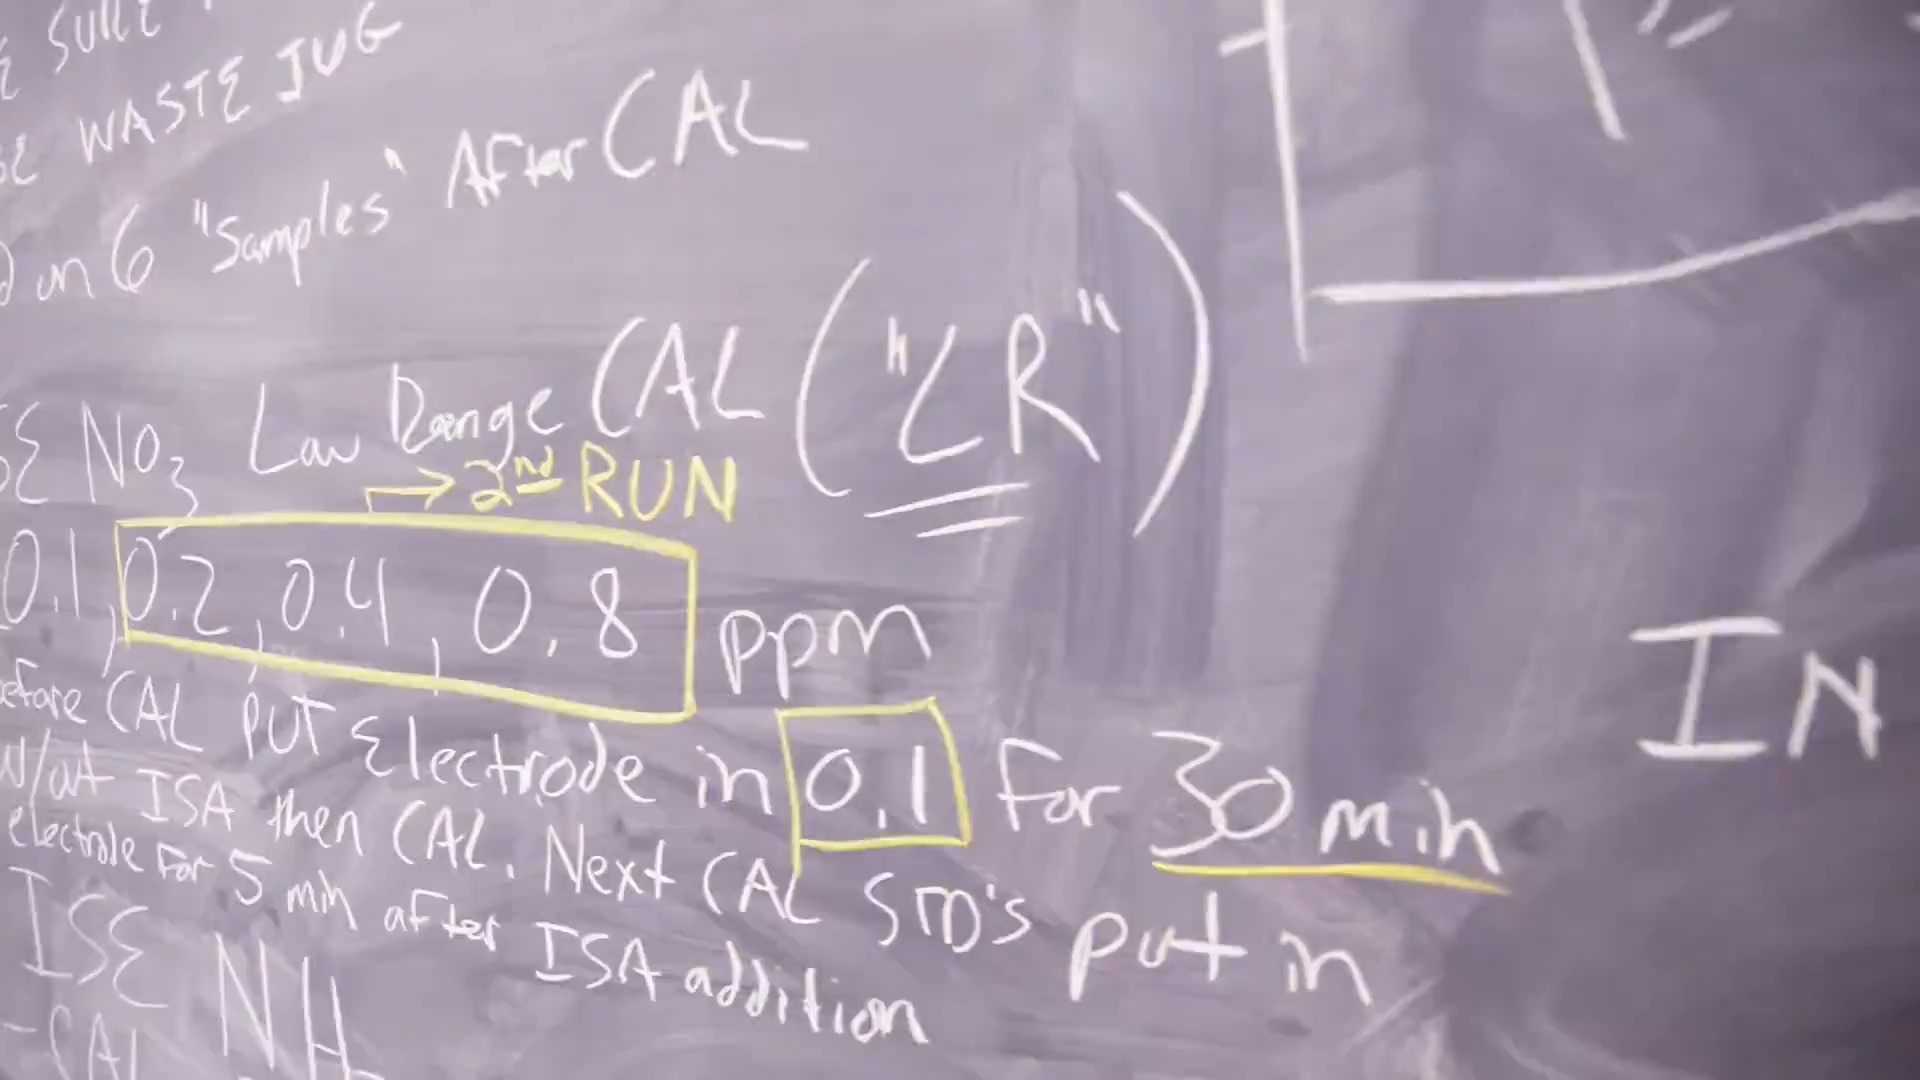 SURE
WASTE JUG
on 6 "Samples" After CAL
ISE NO3 Low Range CAL ("LR")
→ 2nd RUN
0.1, 0.2, 0.4, 0.8 ppm
before CAL PUT Electrode in 0.1 for 30 min
W/out ISA then CAL. Next CAL STD's put in
electrode for 5 min after ISA addition
ISE NH
-CAL
IN